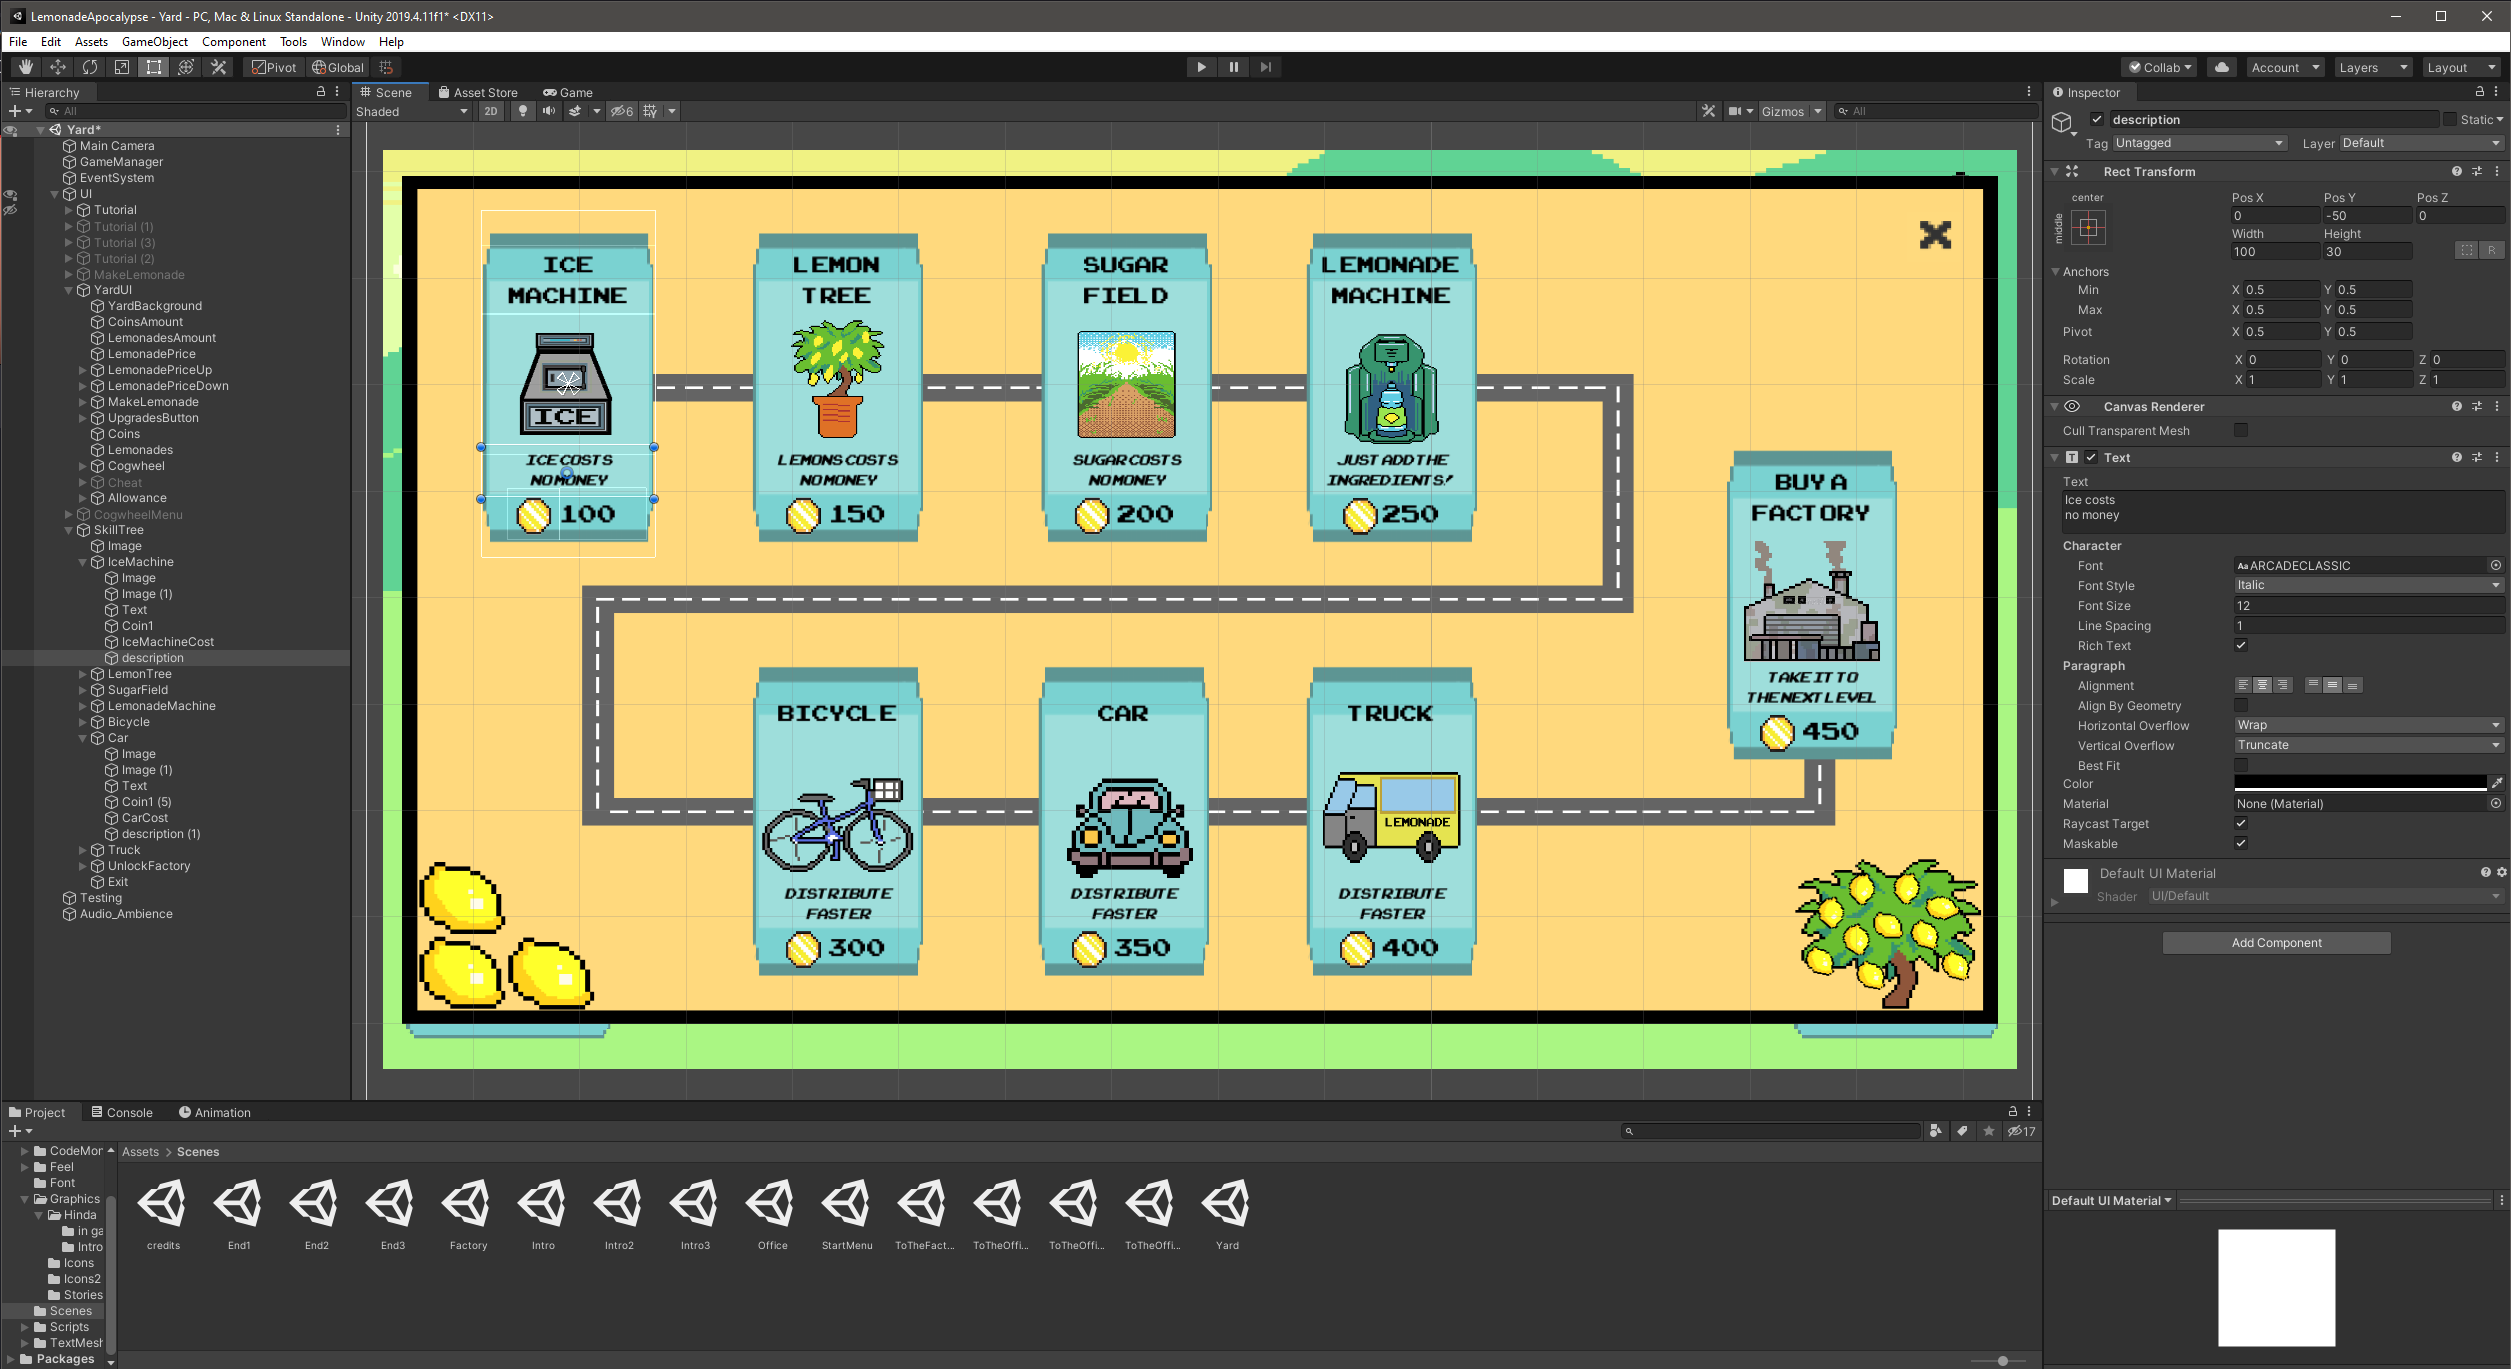 LemonadeApocalypse - Yard - PC, Mac & Linux Standalone - Unity 2019.4.11f1* <DX11>
File Edit Assets GameObject Component Tools Window Help
Pivot Global Collab Account Layers Layout
Hierarchy
All
Yard*
Main Camera
GameManager
EventSystem
UI
Tutorial
Tutorial (1)
Tutorial (3)
Tutorial (2)
MakeLemonade
YardUI
YardBackground
CoinsAmount
LemonadesAmount
LemonadePrice
LemonadePriceUp
LemonadePriceDown
MakeLemonade
UpgradesButton
Coins
Lemonades
Cogwheel
Cheat
Allowance
CogwheelMenu
SkillTree
Image
IceMachine
Image
Image (1)
Text
Coin1
IceMachineCost
description
LemonTree
SugarField
LemonadeMachine
Bicycle
Car
Image
Image (1)
Text
Coin1 (5)
CarCost
description (1)
Truck
UnlockFactory
Exit
Testing
Audio_Ambience
Scene Asset Store Game
Shaded 2D 6 Gizmos All
ICE
MACHINE
ICE
ICE COSTS
NO MONEY
100
LEMON
TREE
LEMONS COSTS
NO MONEY
150
SUGAR
FIELD
SUGAR COSTS
NO MONEY
200
LEMONADE
MACHINE
JUST ADD THE
INGREDIENTS!
250
BUY A
FACTORY
TAKE IT TO
THE NEXT LEVEL
450
BICYCLE
DISTRIBUTE
FASTER
300
CAR
DISTRIBUTE
FASTER
350
TRUCK
LEMONADE
DISTRIBUTE
FASTER
400
Inspector
description Static
Tag Untagged Layer Default
Rect Transform
center
middle
Pos X Pos Y Pos Z
0 -50 0
Width Height
100 30 R
Anchors
Min X 0.5 Y 0.5
Max X 0.5 Y 0.5
Pivot X 0.5 Y 0.5
Rotation X 0 Y 0 Z 0
Scale X 1 Y 1 Z 1
Canvas Renderer
Cull Transparent Mesh
Text
Text
Ice costs
no money
Character
Font Aa ARCADECLASSIC
Font Style Italic
Font Size 12
Line Spacing 1
Rich Text
Paragraph
Alignment
Align By Geometry
Horizontal Overflow Wrap
Vertical Overflow Truncate
Best Fit
Color
Material None (Material)
Raycast Target
Maskable
Default UI Material
Shader UI/Default
Add Component
Default UI Material
Project Console Animation
17
CodeMor
Feel
Font
Graphics
Hinda
in ga
Intro
Icons
Icons2
Stories
Scenes
Scripts
TextMesh
Packages
Assets > Scenes
credits End1 End2 End3 Factory Intro Intro2 Intro3 Office StartMenu ToTheFact... ToTheOffi... ToTheOffi... ToTheOffi... Yard